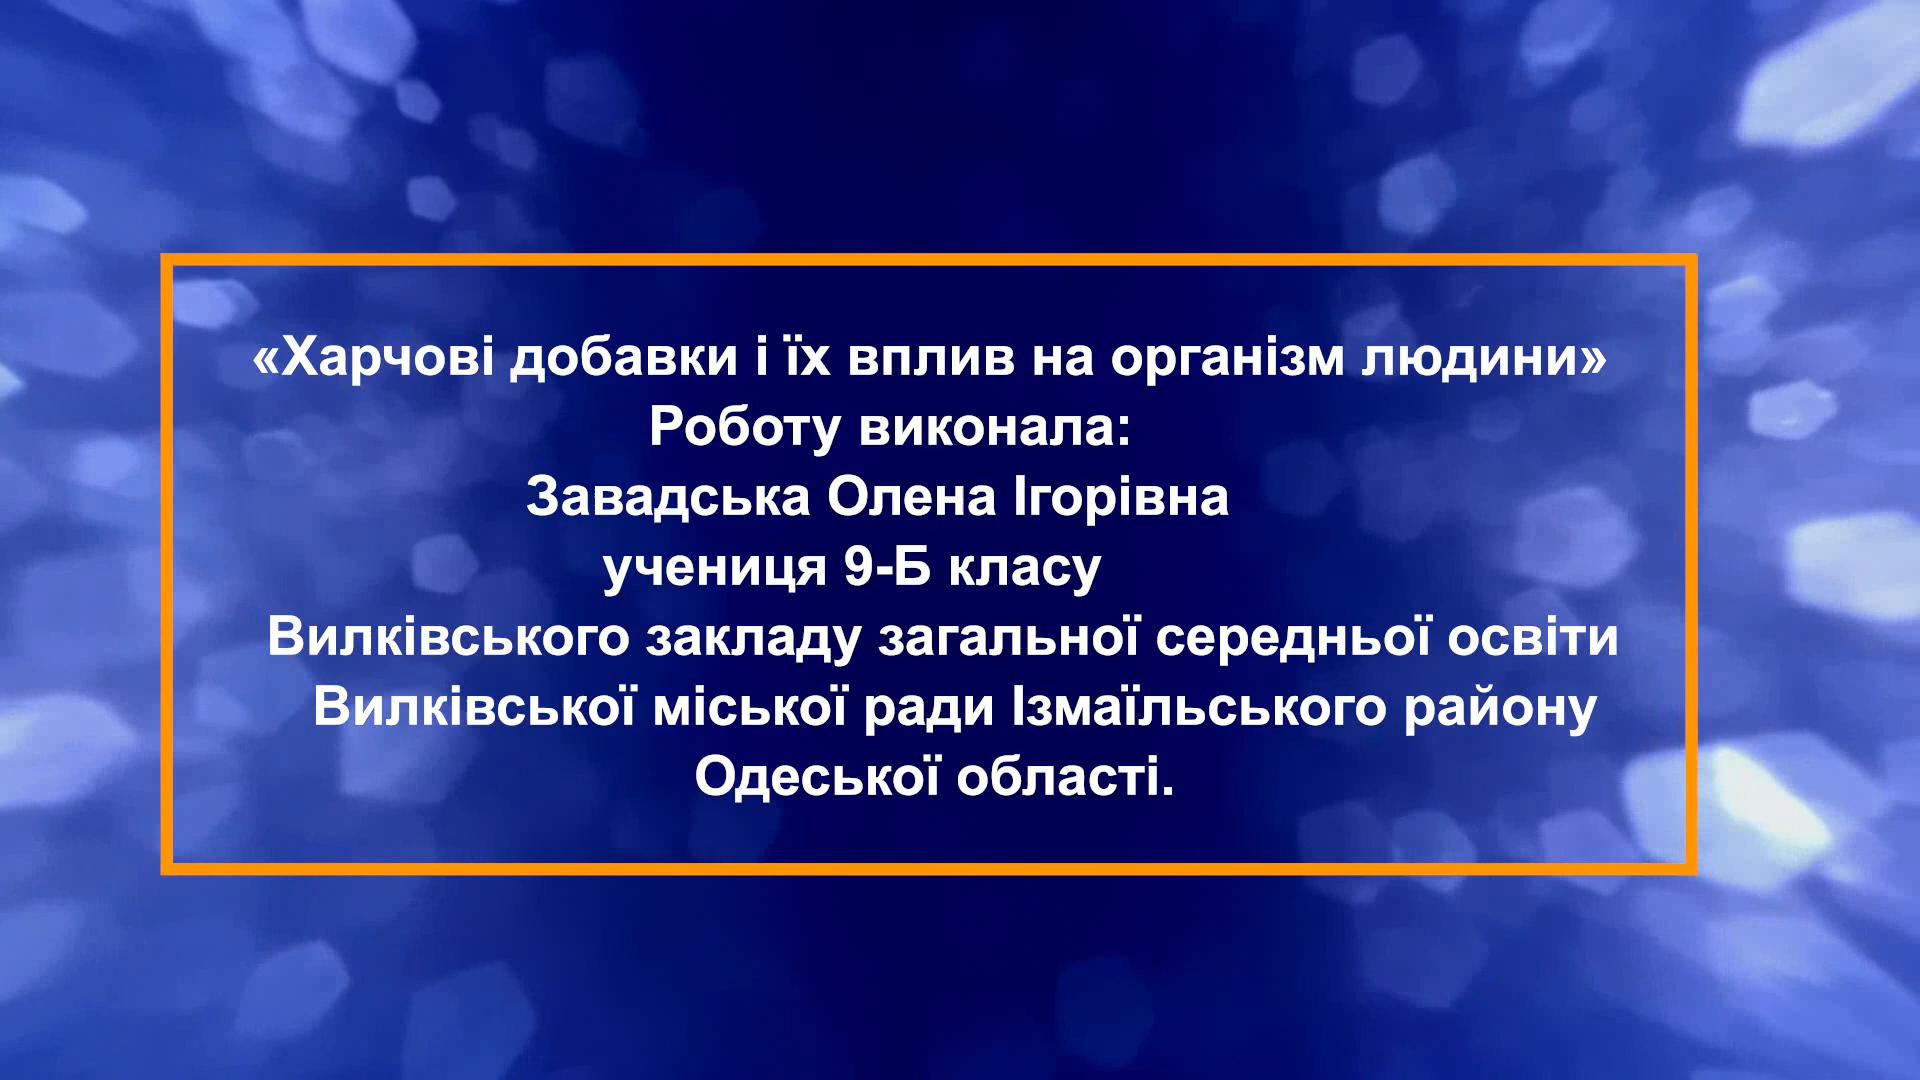 «Харчові добавки і їх вплив на організм людини»
Роботу виконала:
Завадська Олена Ігорівна
учениця 9-Б класу
Вилківського закладу загальної середньої освіти
Вилківської міської ради Ізмаїльського району
Одеської області.